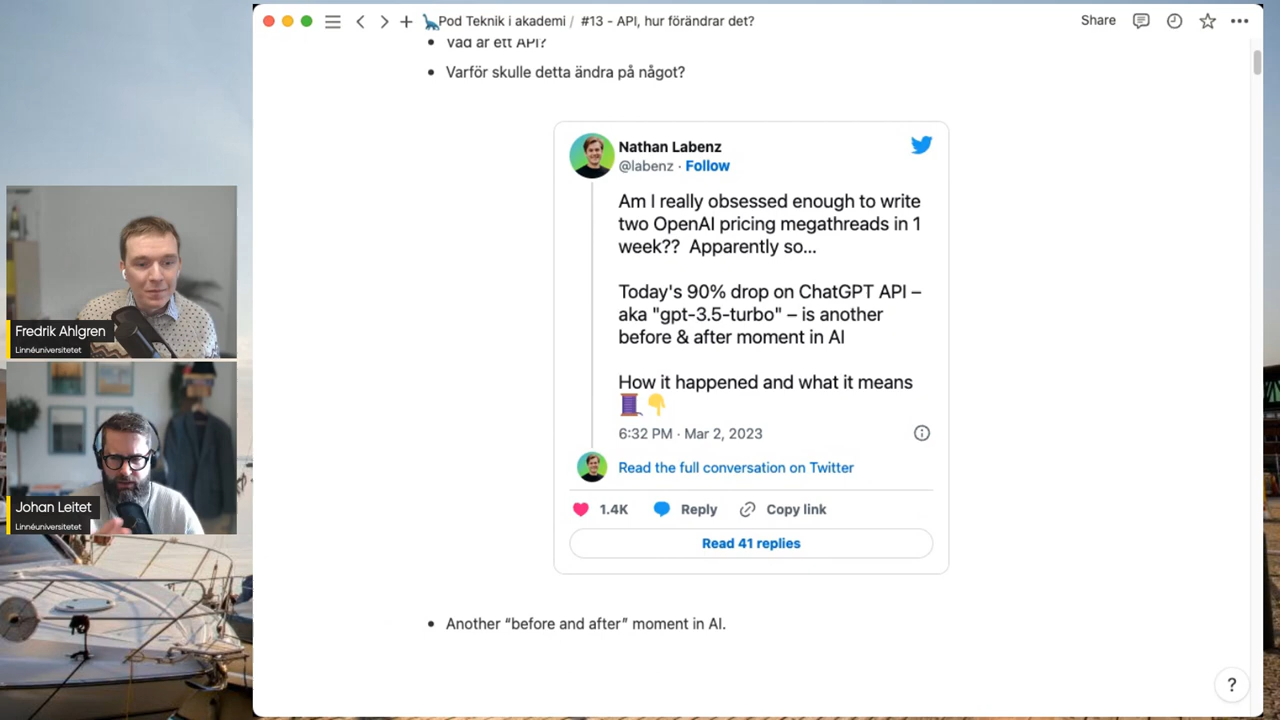 Pod Teknik i akademi / #13 - API, hur förändrar det?
Share
Vad är ett API?
Varför skulle detta ändra på något?
Nathan Labenz
@labenz · Follow
Am I really obsessed enough to write
two OpenAI pricing megathreads in 1
week?? Apparently so...
Today's 90% drop on ChatGPT API –
aka "gpt-3.5-turbo" – is another
before & after moment in AI
How it happened and what it means
🧵👇
6:32 PM · Mar 2, 2023
Read the full conversation on Twitter
1.4K Reply Copy link
Read 41 replies
Another “before and after” moment in AI.
?
Fredrik Ahlgren
Linnéuniversitetet
Johan Leitet
Linnéuniversitetet